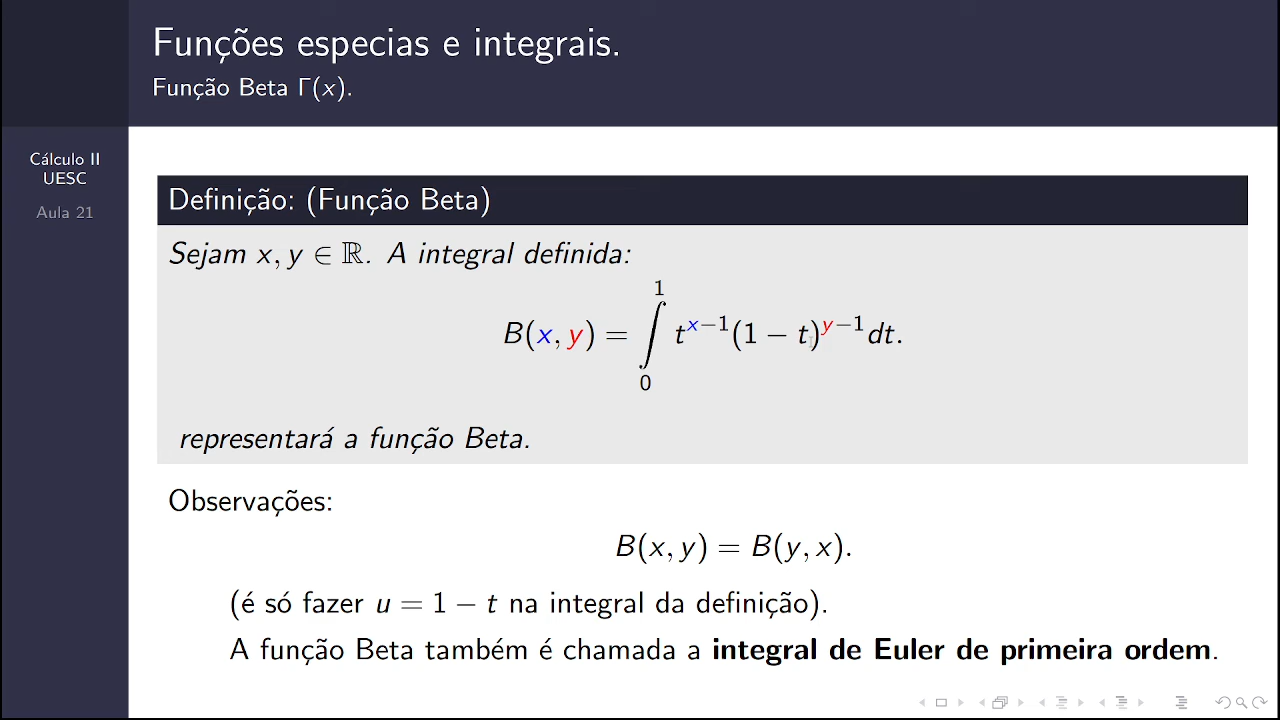 Funções especias e integrais.
Função Beta Γ(x).
Cálculo II
UESC
Aula 21
Definição: (Função Beta)
Sejam x, y ∈ ℝ. A integral definida:
B(x, y) = ∫₀¹ t^{x−1}(1 − t)^{y−1}dt.
representará a função Beta.
Observações:
B(x, y) = B(y, x).
(é só fazer u = 1 − t na integral da definição).
A função Beta também é chamada a integral de Euler de primeira ordem.